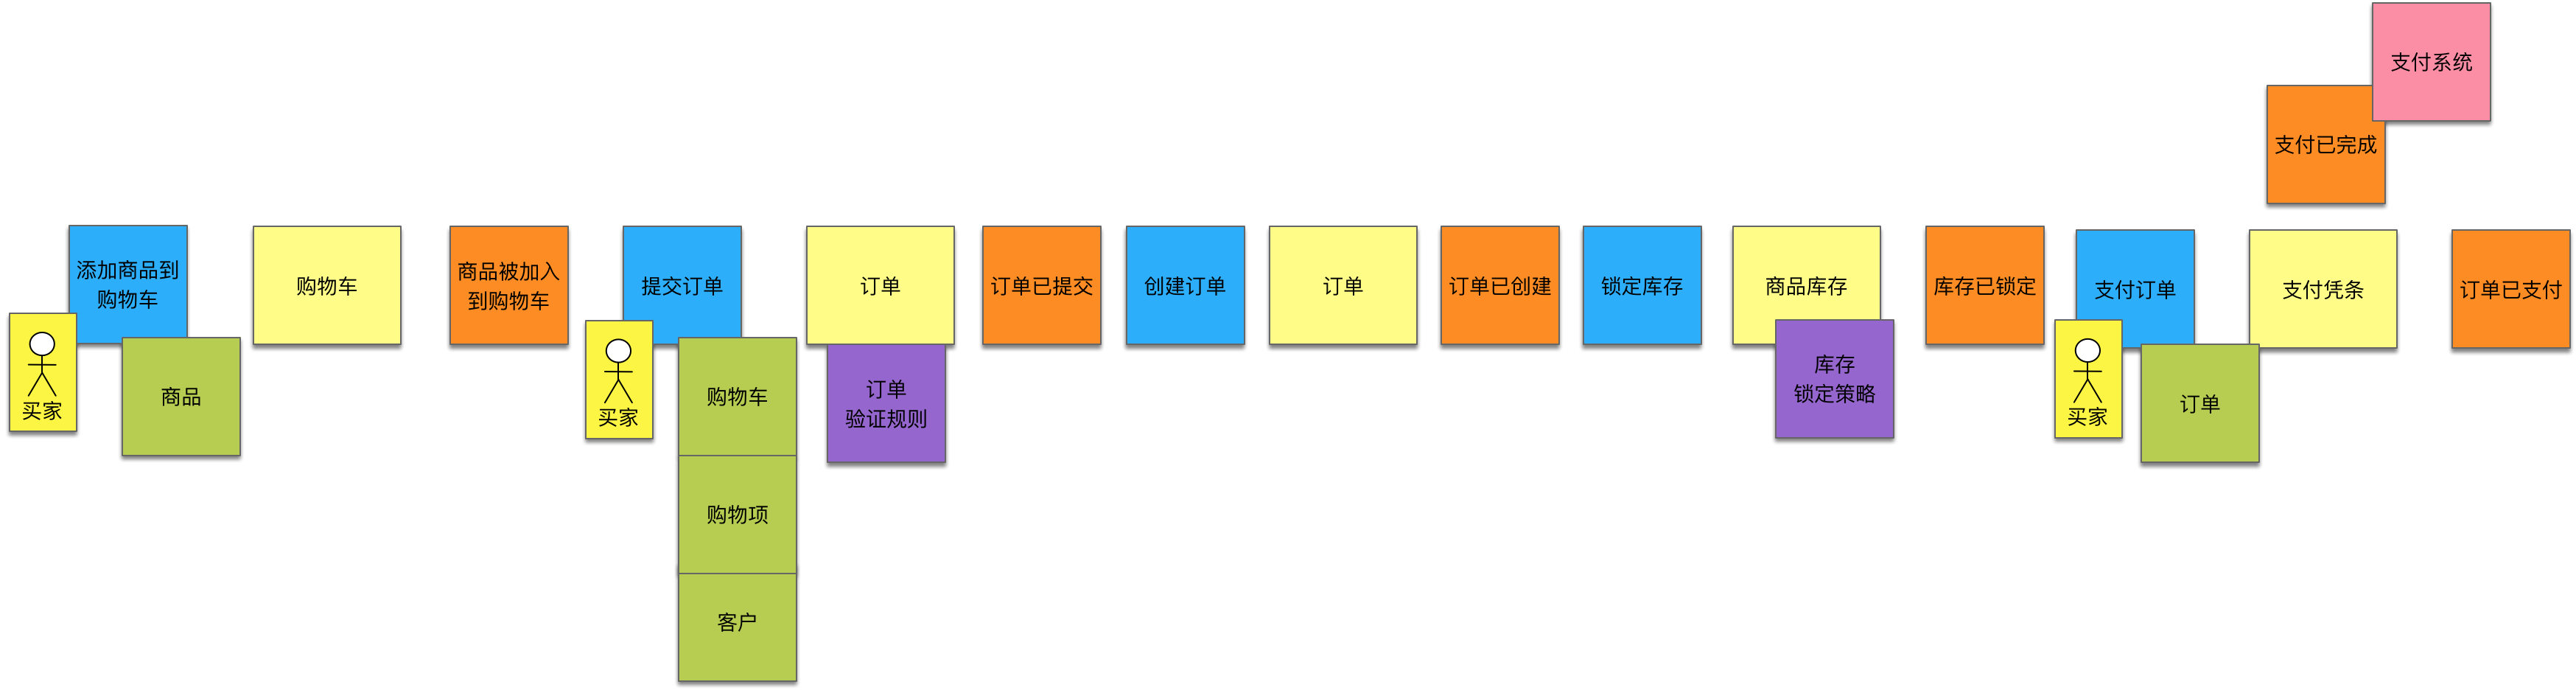 支付系统
支付已完成
添加商品到
购物车
买家
商品
购物车
商品被加入
到购物车
提交订单
买家
购物车
购物项
客户
订单
订单
验证规则
订单已提交
创建订单
订单
订单已创建
锁定库存
商品库存
库存
锁定策略
库存已锁定
支付订单
买家
订单
支付凭条
订单已支付